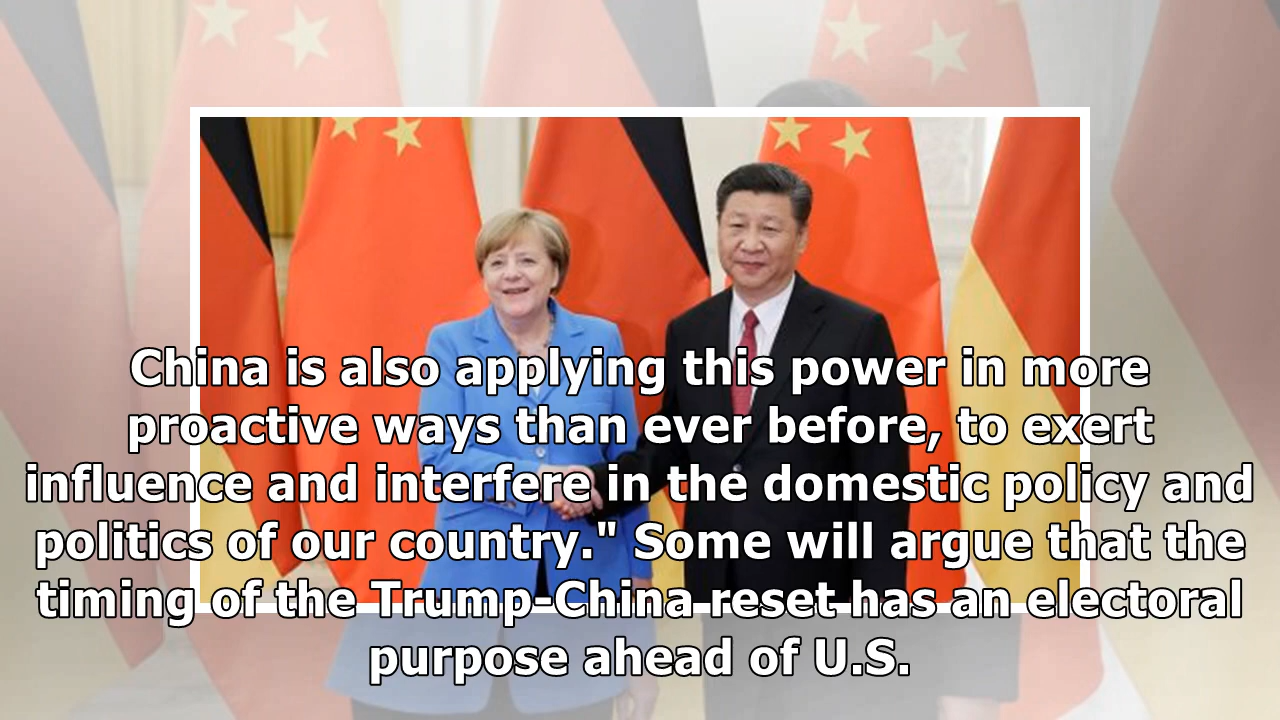 China is also applying this power in more
proactive ways than ever before, to exert
influence and interfere in the domestic policy and
politics of our country." Some will argue that the
timing of the Trump-China reset has an electoral
purpose ahead of U.S.